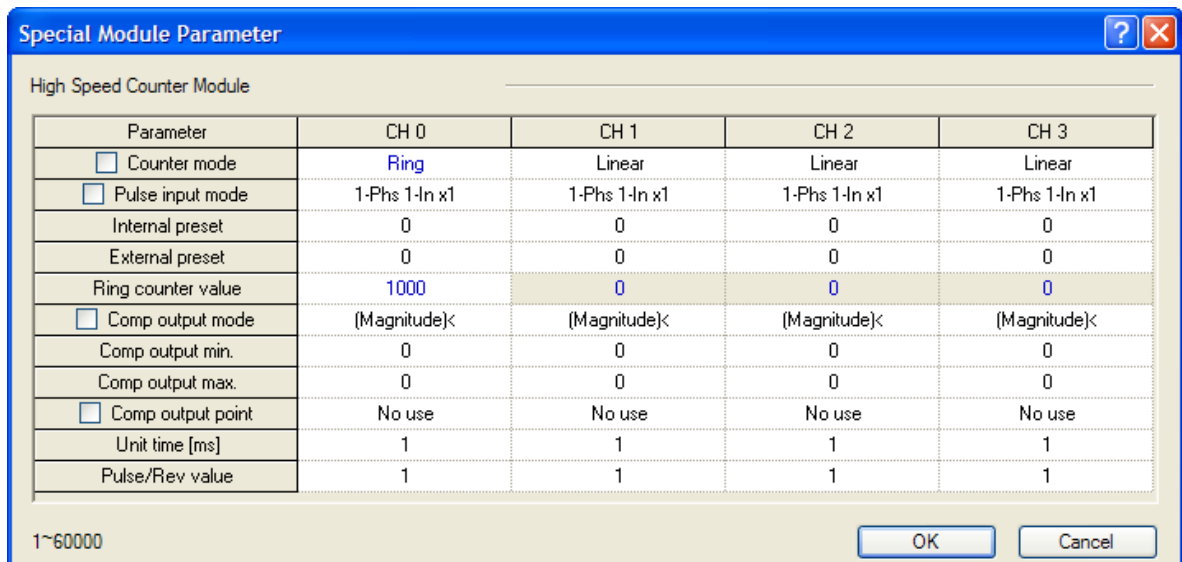 Special Module Parameter
High Speed Counter Module
Parameter CH 0 CH 1 CH 2 CH 3
Counter mode Ring Linear Linear Linear
Pulse input mode 1-Phs 1-In x1 1-Phs 1-In x1 1-Phs 1-In x1 1-Phs 1-In x1
Internal preset 0 0 0 0
External preset 0 0 0 0
Ring counter value 1000 0 0 0
Comp output mode (Magnitude)< (Magnitude)< (Magnitude)< (Magnitude)<
Comp output min. 0 0 0 0
Comp output max. 0 0 0 0
Comp output point No use No use No use No use
Unit time [ms] 1 1 1 1
Pulse/Rev value 1 1 1 1
1~60000 OK Cancel